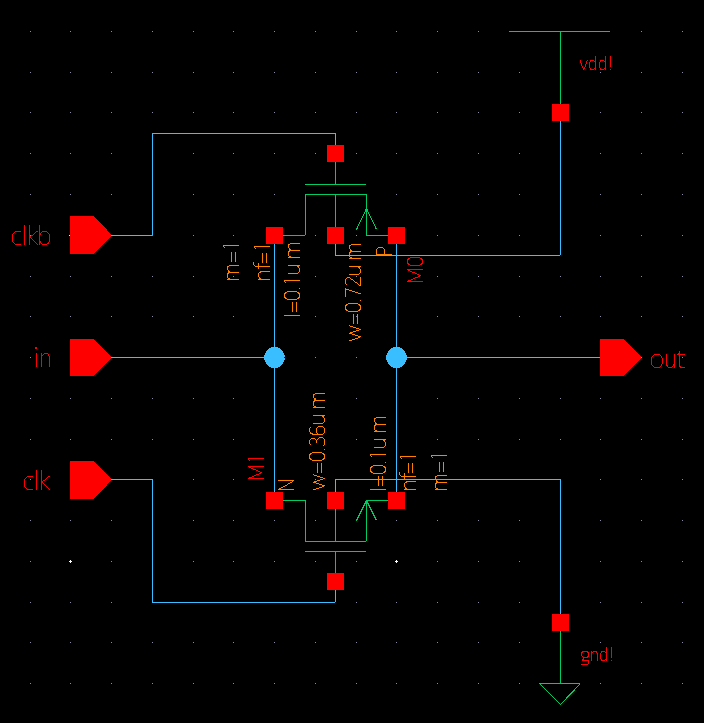 vdd!
clkb
m=1
nf=1
l=0.1um
w=0.72um
P
M0
in
out
clk
M1
N
w=0.36um
l=0.1um
nf=1
m=1
gnd!